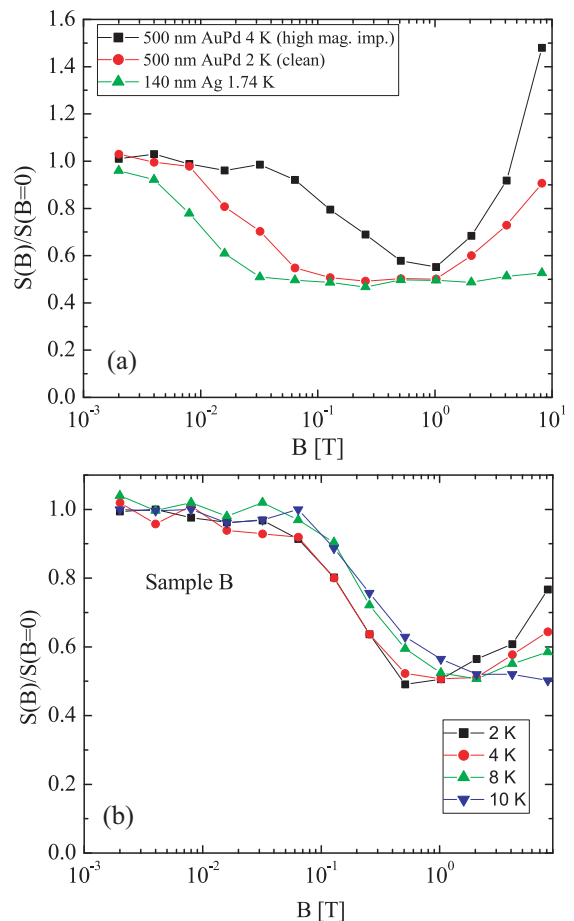 1.6
500 nm AuPd 4 K (high mag. imp.)
500 nm AuPd 2 K (clean)
140 nm Ag 1.74 K
1.4
1.2
1.0
0.8
0.6
0.4
0.2
0.0
S(B)/S(B=0)
(a)
10⁻³ 10⁻² 10⁻¹ 10⁰ 10¹
B [T]
1.0
0.8
0.6
0.4
0.2
0.0
S(B)/S(B=0)
Sample B
2 K
4 K
8 K
10 K
(b)
10⁻³ 10⁻² 10⁻¹ 10⁰
B [T]